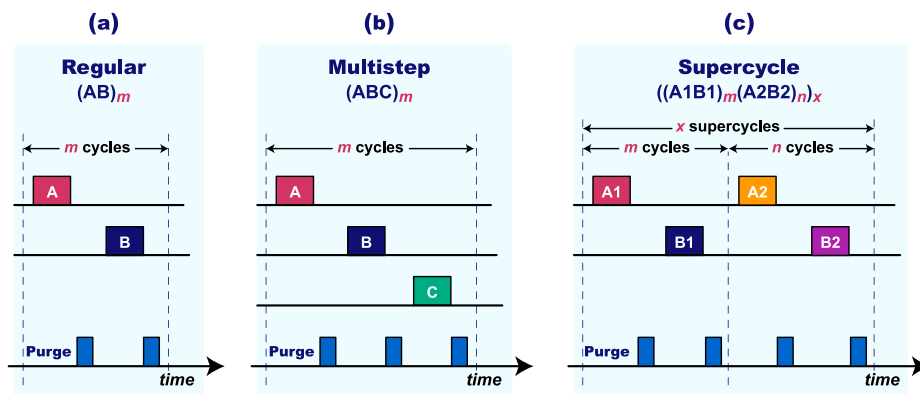 (a)
Regular
(AB)m
m cycles
A
B
Purge
time
(b)
Multistep
(ABC)m
m cycles
A
B
C
Purge
time
(c)
Supercycle
((A1B1)m(A2B2)n)x
x supercycles
m cycles
n cycles
A1
A2
B1
B2
Purge
time